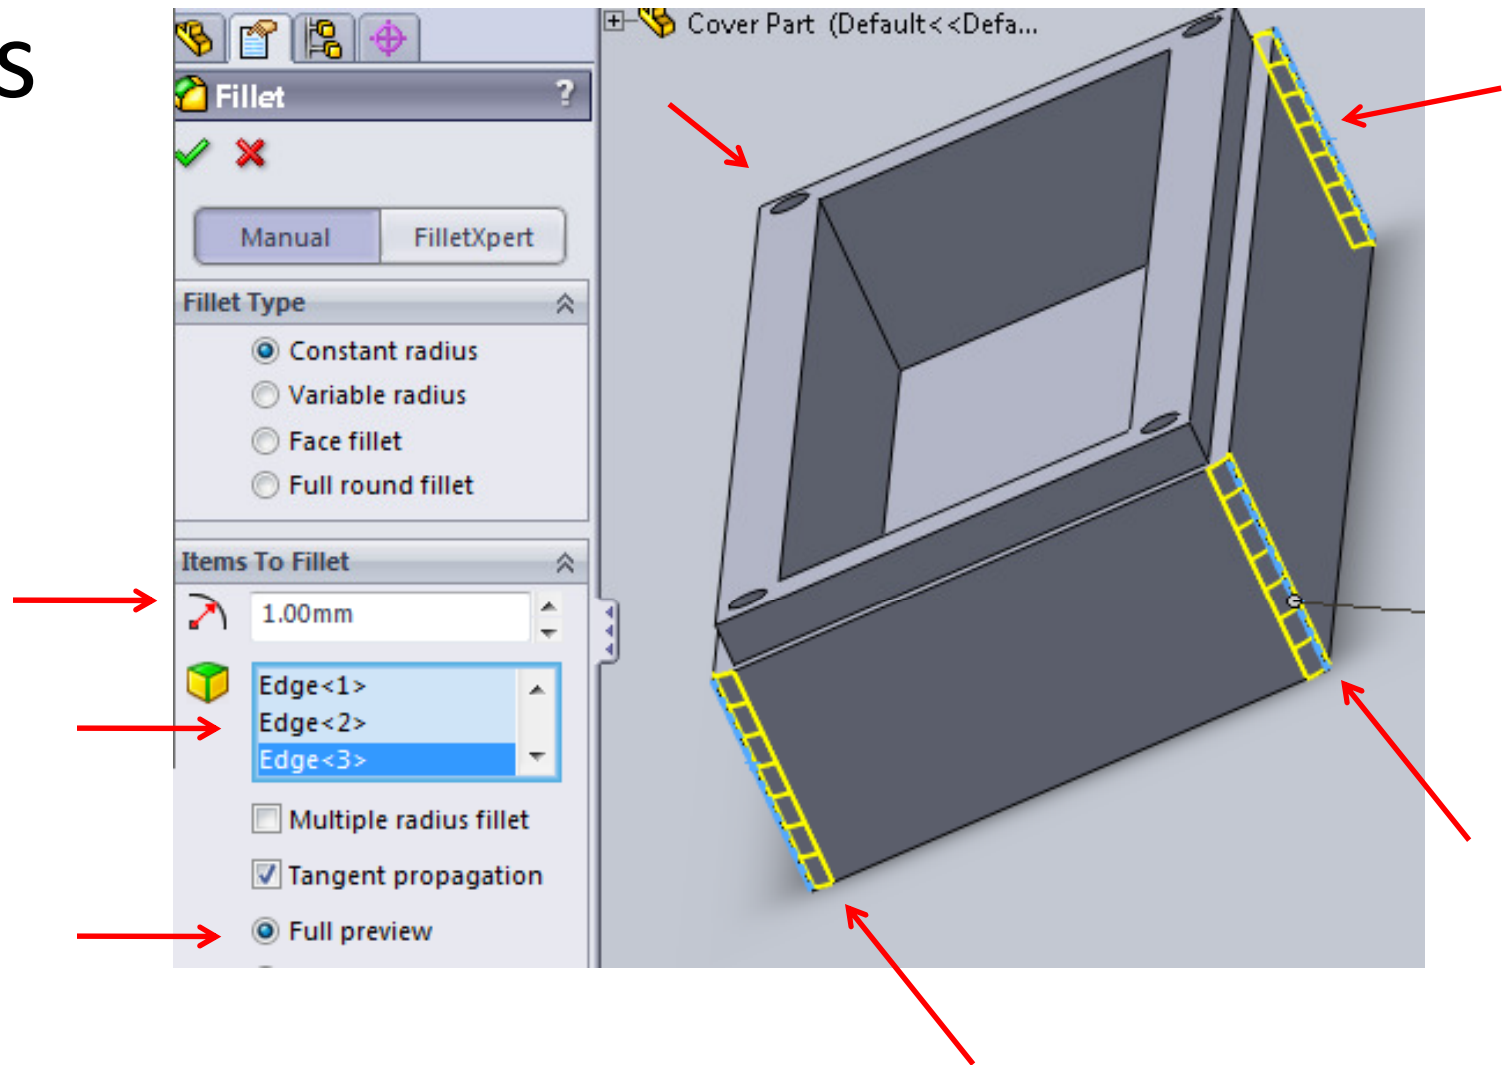 s
Cover Part (Default<<Defa...
Fillet
?
Manual
FilletXpert
Fillet Type
Constant radius
Variable radius
Face fillet
Full round fillet
Items To Fillet
1.00mm
Edge<1>
Edge<2>
Edge<3>
Multiple radius fillet
Tangent propagation
Full preview